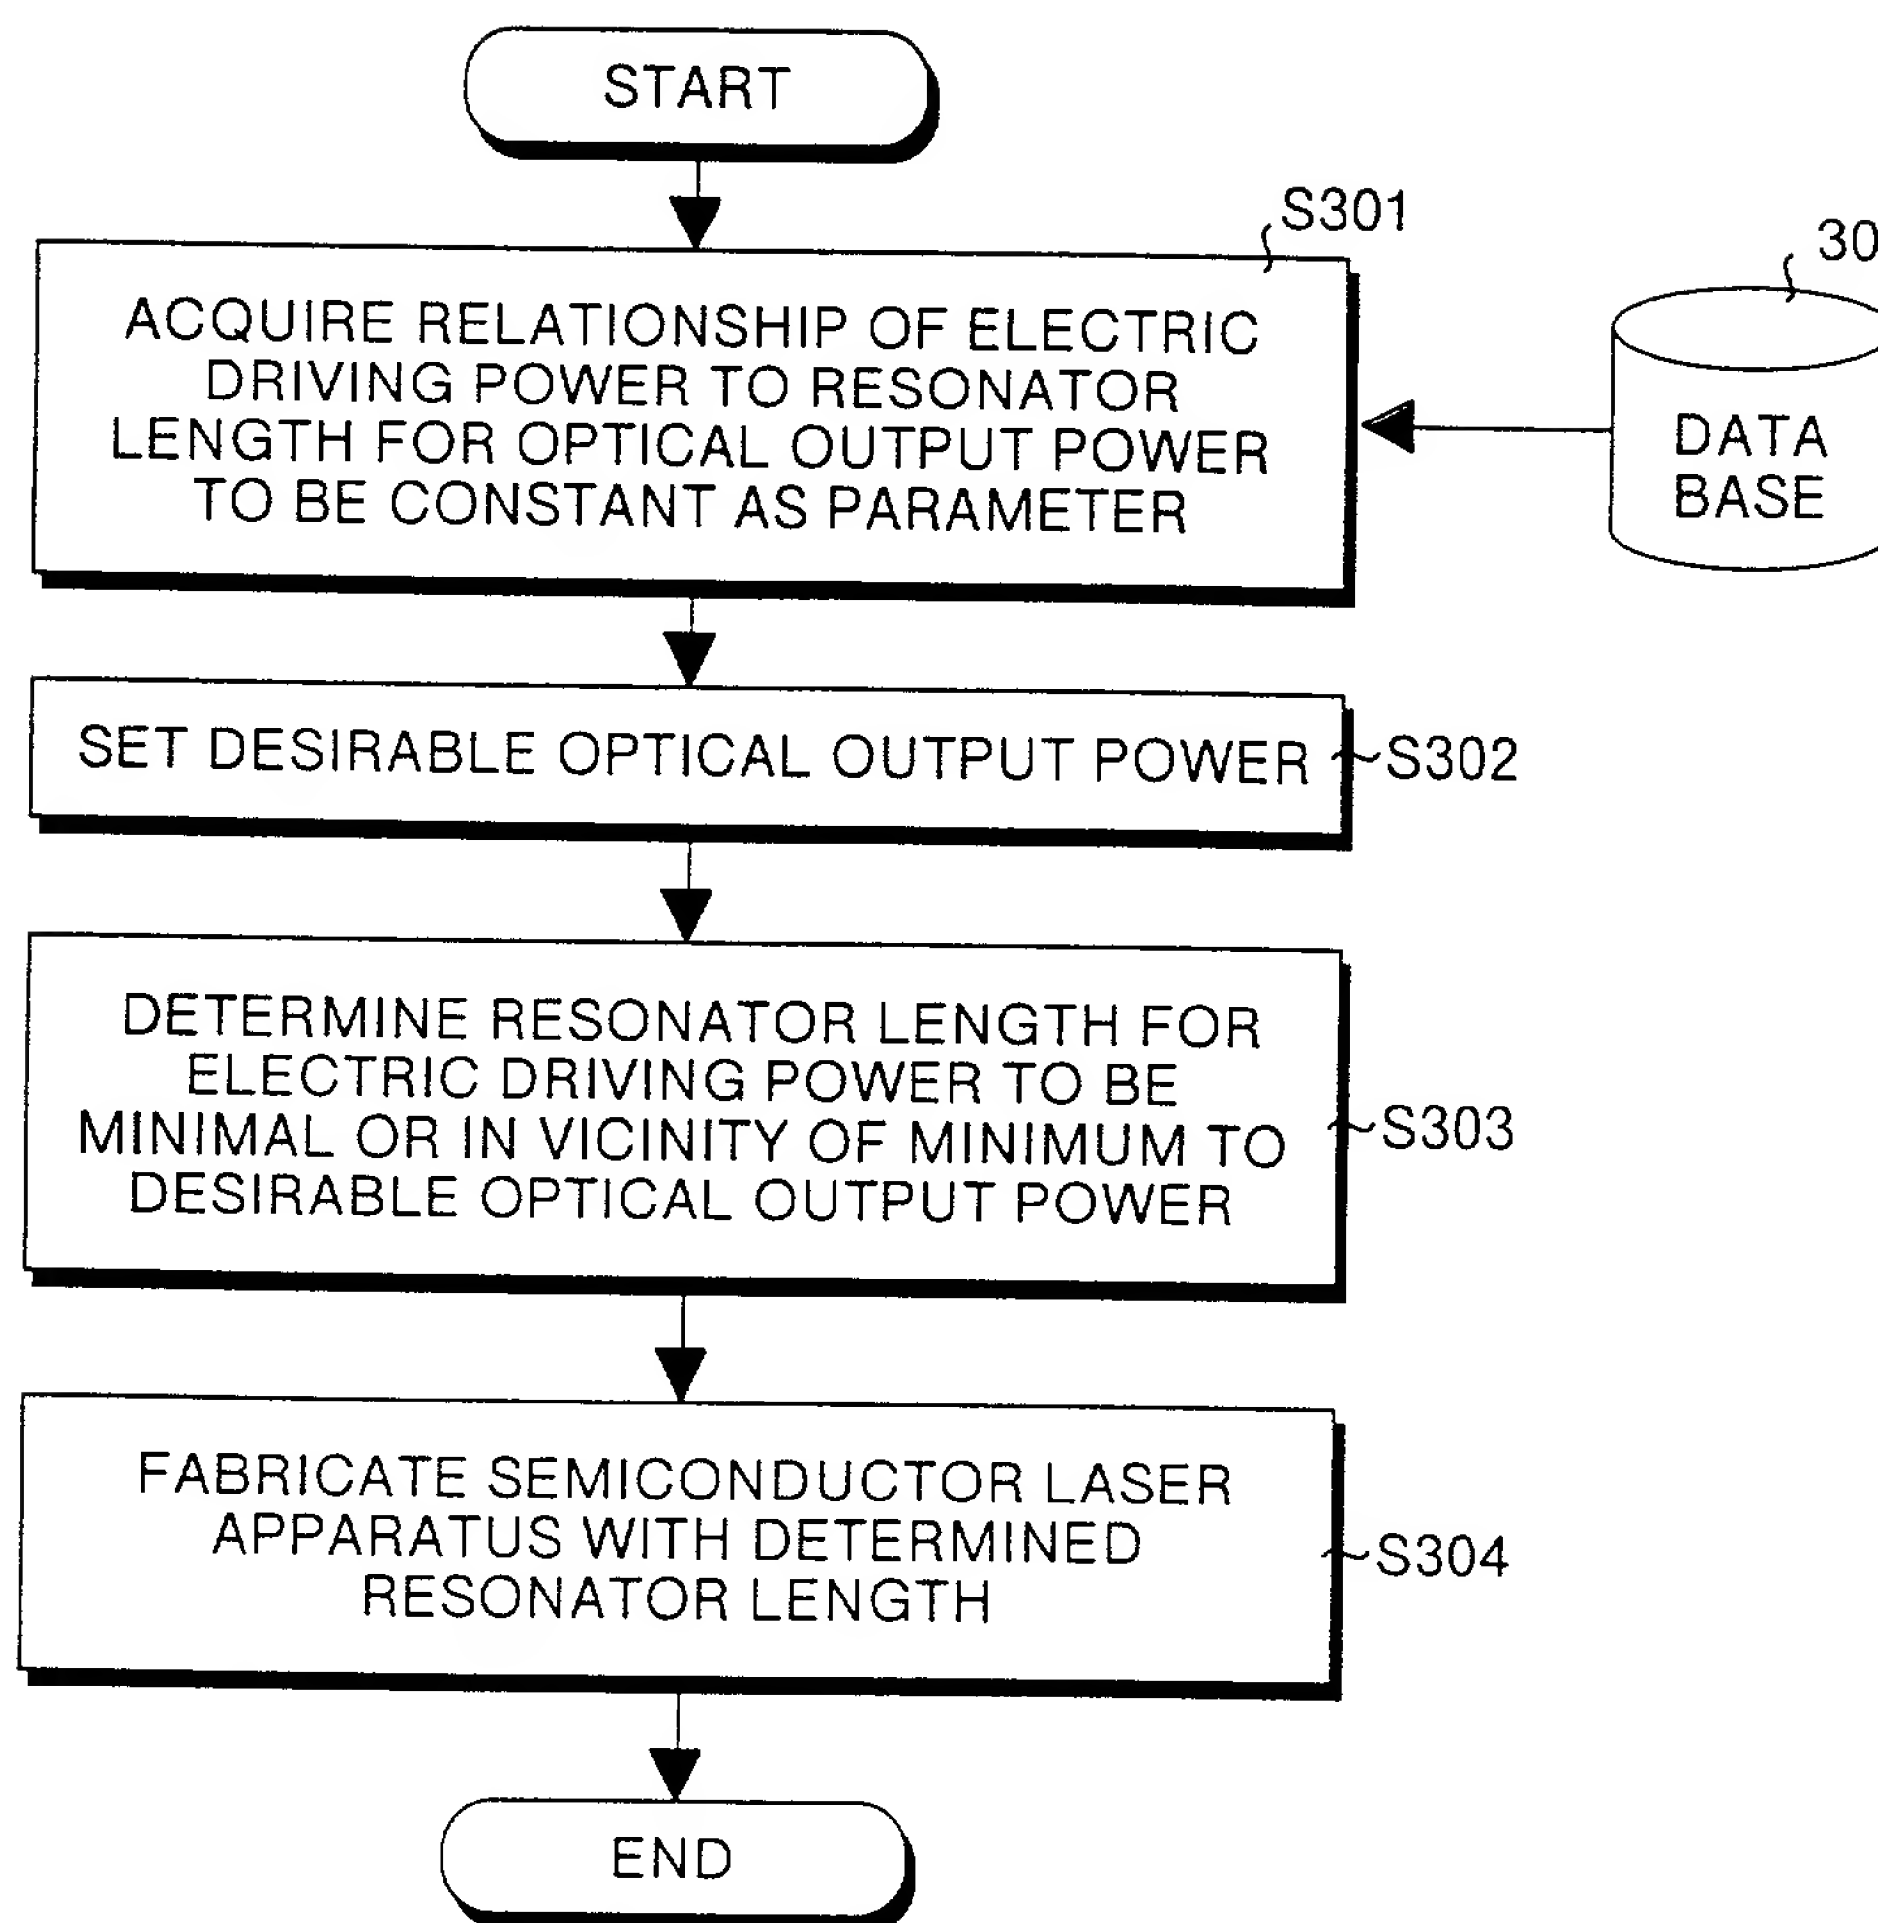 START
S301
30
ACQUIRE RELATIONSHIP OF ELECTRIC
DRIVING POWER TO RESONATOR
LENGTH FOR OPTICAL OUTPUT POWER
TO BE CONSTANT AS PARAMETER
DATA
BASE
SET DESIRABLE OPTICAL OUTPUT POWER
S302
DETERMINE RESONATOR LENGTH FOR
ELECTRIC DRIVING POWER TO BE
MINIMAL OR IN VICINITY OF MINIMUM TO
DESIRABLE OPTICAL OUTPUT POWER
S303
FABRICATE SEMICONDUCTOR LASER
APPARATUS WITH DETERMINED
RESONATOR LENGTH
S304
END